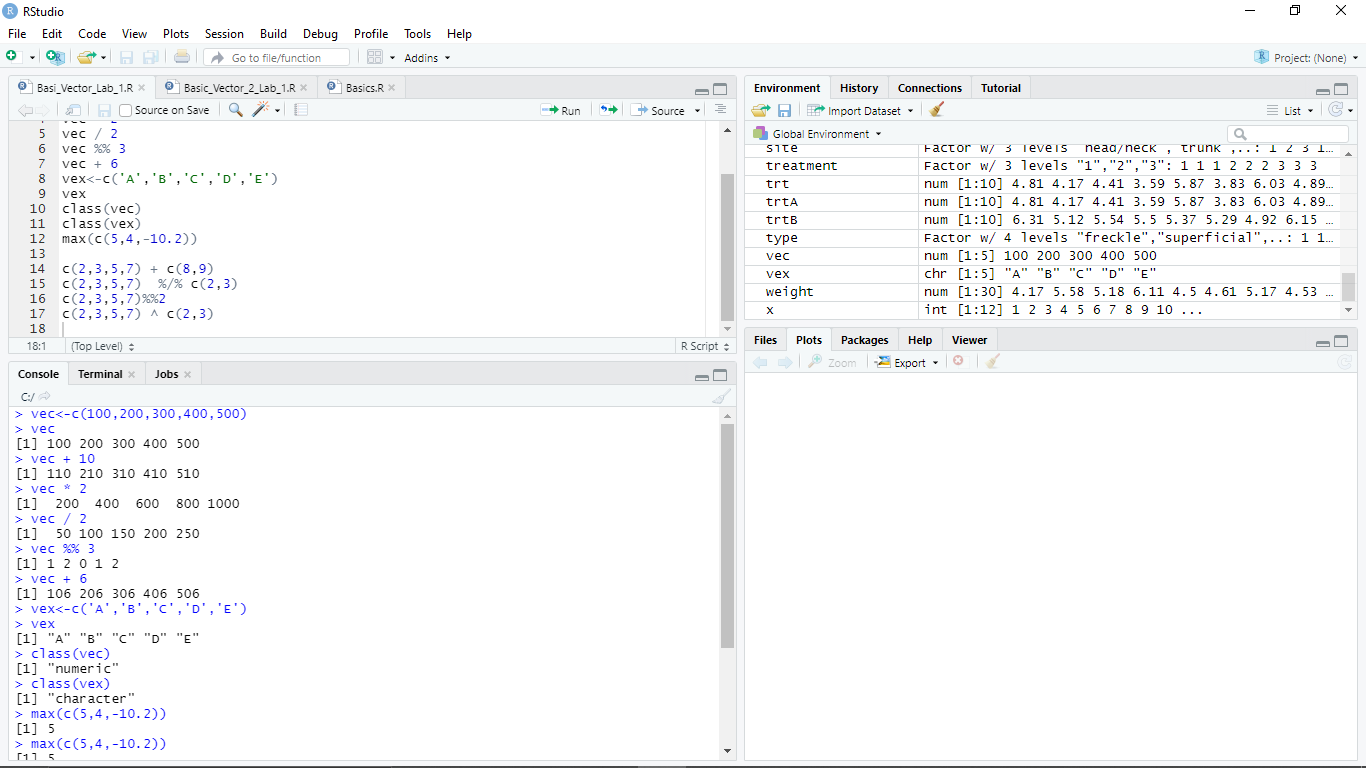 RStudio
File Edit Code View Plots Session Build Debug Profile Tools Help
Go to file/function Addins Project: (None)
Basi_Vector_Lab_1.R Basic_Vector_2_Lab_1.R Basics.R
Source on Save Run Source
5 vec / 2
6 vec %% 3
7 vec + 6
8 vex<-c('A','B','C','D','E')
9 vex
10 class(vec)
11 class(vex)
12 max(c(5,4,-10.2))
13
14 c(2,3,5,7) + c(8,9)
15 c(2,3,5,7) %/% c(2,3)
16 c(2,3,5,7)%%2
17 c(2,3,5,7) ^ c(2,3)
18
18:1 (Top Level) R Script
Console Terminal Jobs
C:/
> vec<-c(100,200,300,400,500)
> vec
[1] 100 200 300 400 500
> vec + 10
[1] 110 210 310 410 510
> vec * 2
[1]  200  400  600  800 1000
> vec / 2
[1]  50 100 150 200 250
> vec %% 3
[1] 1 2 0 1 2
> vec + 6
[1] 106 206 306 406 506
> vex<-c('A','B','C','D','E')
> vex
[1] "A" "B" "C" "D" "E"
> class(vec)
[1] "numeric"
> class(vex)
[1] "character"
> max(c(5,4,-10.2))
[1] 5
> max(c(5,4,-10.2))
[1] 5
Environment History Connections Tutorial
Import Dataset List
Global Environment
site Factor w/ 3 levels "head/neck","trunk",..: 1 2 3 1…
treatment Factor w/ 3 levels "1","2","3": 1 1 1 2 2 2 3 3 3
trt num [1:10] 4.81 4.17 4.41 3.59 5.87 3.83 6.03 4.89…
trtA num [1:10] 4.81 4.17 4.41 3.59 5.87 3.83 6.03 4.89…
trtB num [1:10] 6.31 5.12 5.54 5.5 5.37 5.29 4.92 6.15 …
type Factor w/ 4 levels "freckle","superficial",..: 1 1…
vec num [1:5] 100 200 300 400 500
vex chr [1:5] "A" "B" "C" "D" "E"
weight num [1:30] 4.17 5.58 5.18 6.11 4.5 4.61 5.17 4.53 …
x int [1:12] 1 2 3 4 5 6 7 8 9 10 ...
Files Plots Packages Help Viewer
Zoom Export